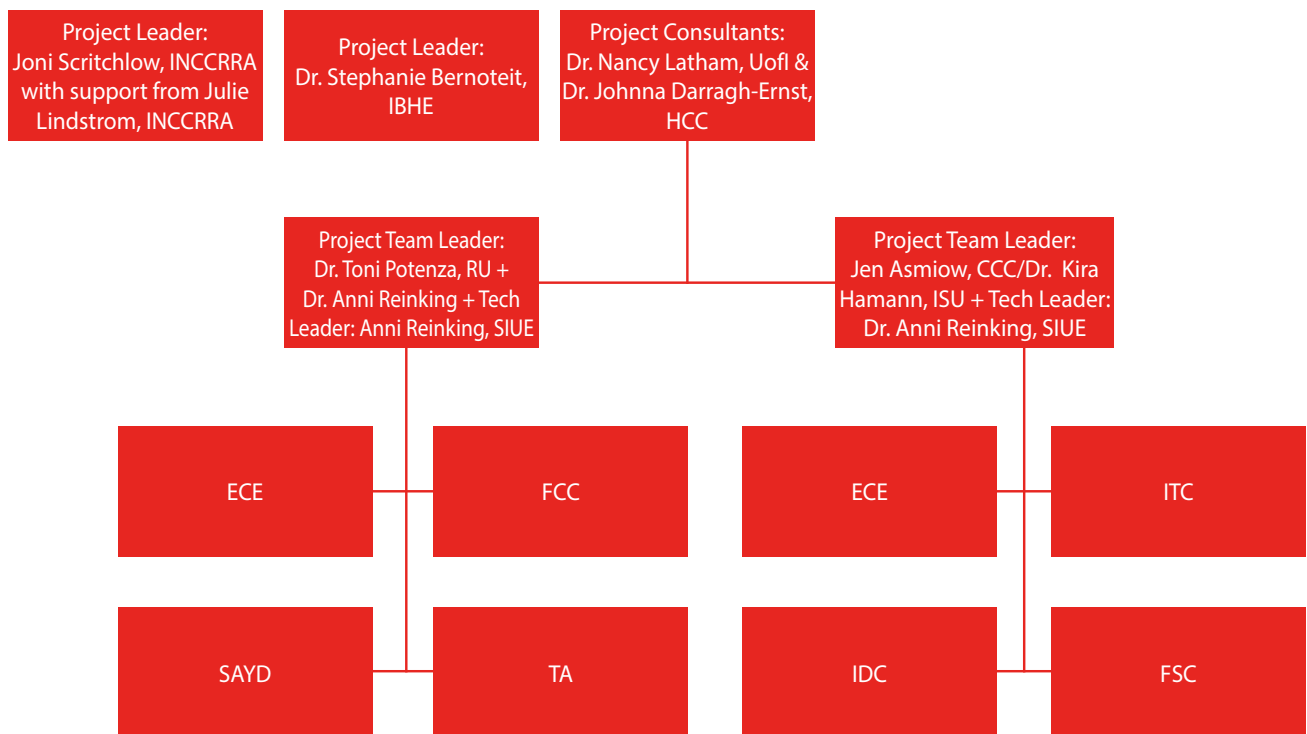 Project Leader:
Joni Scritchlow, INCCRRA
with support from Julie
Lindstrom, INCCRRA
Project Leader:
Dr. Stephanie Bernoteit,
IBHE
Project Consultants:
Dr. Nancy Latham, UofI &
Dr. Johnna Darragh-Ernst,
HCC
Project Team Leader:
Dr. Toni Potenza, RU +
Dr. Anni Reinking + Tech
Leader: Anni Reinking, SIUE
Project Team Leader:
Jen Asmiow, CCC/Dr. Kira
Hamann, ISU + Tech Leader:
Dr. Anni Reinking, SIUE
ECE
FCC
ECE
ITC
SAYD
TA
IDC
FSC